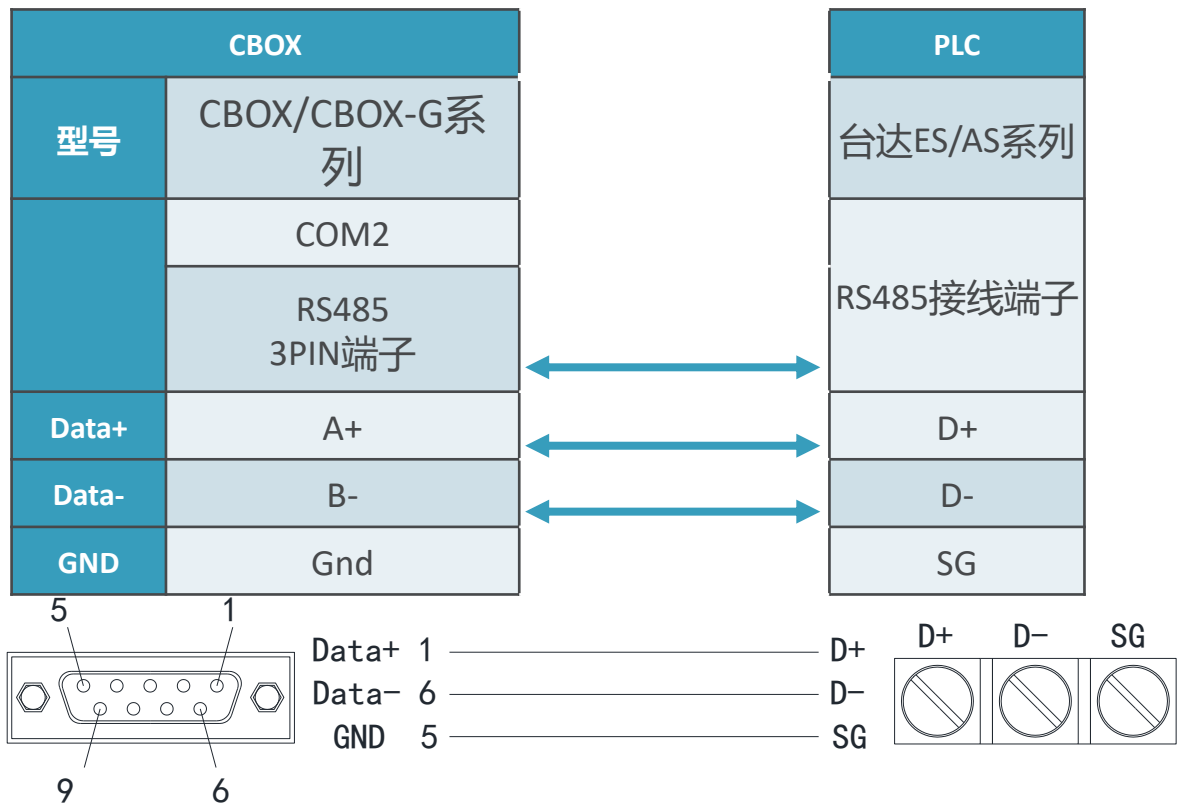 CBOX
PLC
型号
CBOX/CBOX-G系
列
台达ES/AS系列
COM2
RS485
3PIN端子
RS485接线端子
Data+
A+
D+
Data-
B-
D-
GND
Gnd
SG
5
1
9
6
Data+ 1
D+
Data- 6
D-
GND 5
SG
D+ D- SG